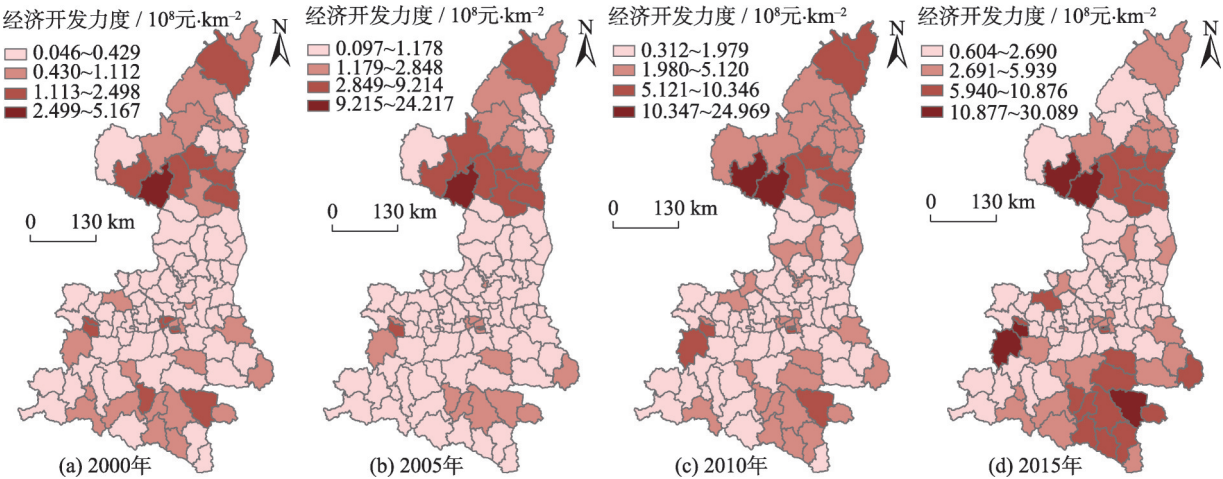 经济开发力度 / 10⁸元·km⁻²
0.046~0.429
0.430~1.112
1.113~2.498
2.499~5.167
N
0 130 km
(a) 2000年
经济开发力度 / 10⁸元·km⁻²
0.097~1.178
1.179~2.848
2.849~9.214
9.215~24.217
N
0 130 km
(b) 2005年
经济开发力度 / 10⁸元·km⁻²
0.312~1.979
1.980~5.120
5.121~10.346
10.347~24.969
N
0 130 km
(c) 2010年
经济开发力度 / 10⁸元·km⁻²
0.604~2.690
2.691~5.939
5.940~10.876
10.877~30.089
N
0 130 km
(d) 2015年